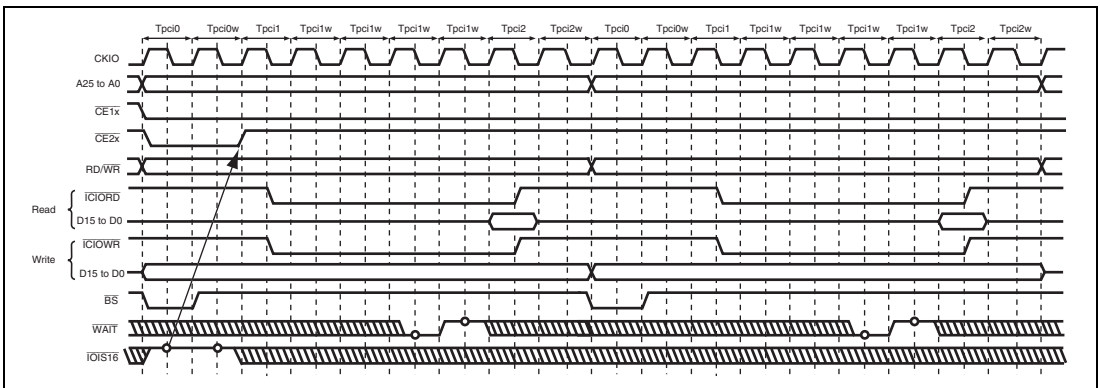 Tpci0 Tpci0w Tpci1 Tpci1w Tpci1w Tpci1w Tpci1w Tpci2 Tpci2w Tpci0 Tpci0w Tpci1 Tpci1w Tpci1w Tpci1w Tpci1w Tpci2 Tpci2w
CKIO
A25 to A0
CE1x
CE2x
RD/WR
ICIORD
Read
D15 to D0
ICIOWR
Write
D15 to D0
BS
WAIT
IOIS16